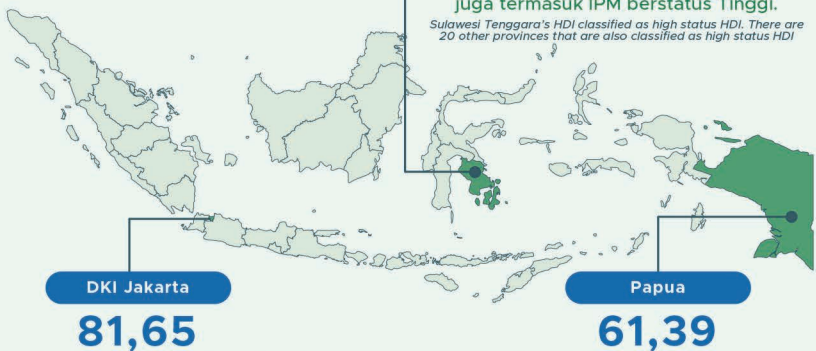 juga termasuk IPM berstatus Tinggi.
Sulawesi Tenggara's HDI classified as high status HDI. There are
20 other provinces that are also classified as high status HDI
DKI Jakarta
81,65
Papua
61,39